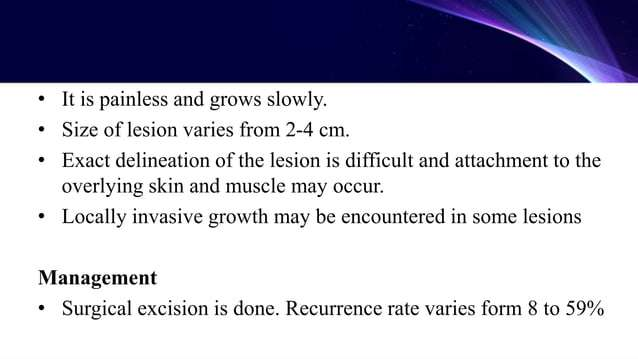 • It is painless and grows slowly.
• Size of lesion varies from 2-4 cm.
• Exact delineation of the lesion is difficult and attachment to the
overlying skin and muscle may occur.
• Locally invasive growth may be encountered in some lesions
Management
• Surgical excision is done. Recurrence rate varies form 8 to 59%